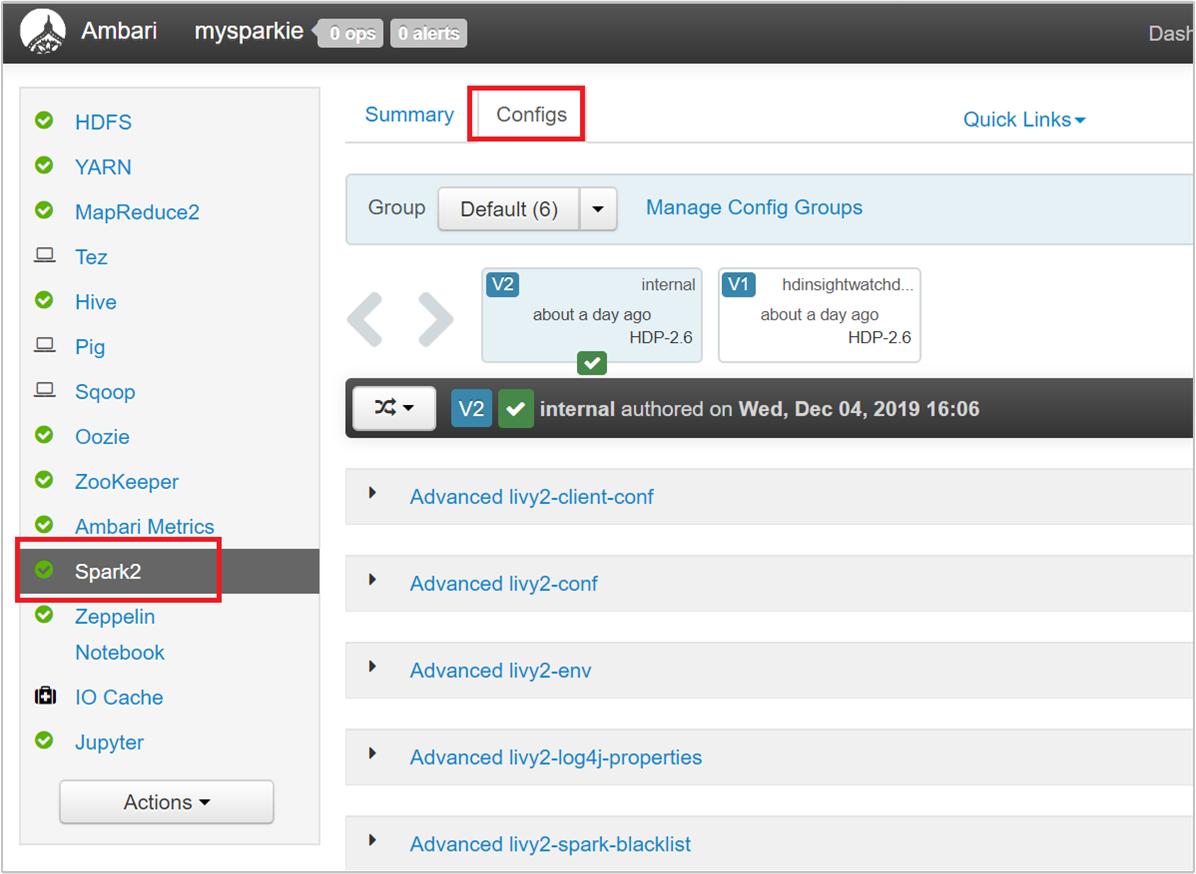 Ambari mysparkie 0 ops 0 alerts Dash
HDFS
YARN
MapReduce2
Tez
Hive
Pig
Sqoop
Oozie
ZooKeeper
Ambari Metrics
Spark2
Zeppelin
Notebook
IO Cache
Jupyter
Actions
Summary Configs Quick Links
Group Default (6) Manage Config Groups
V2 internal
about a day ago
HDP-2.6
V1 hdinsightwatchd...
about a day ago
HDP-2.6
V2 internal authored on Wed, Dec 04, 2019 16:06
Advanced livy2-client-conf
Advanced livy2-conf
Advanced livy2-env
Advanced livy2-log4j-properties
Advanced livy2-spark-blacklist